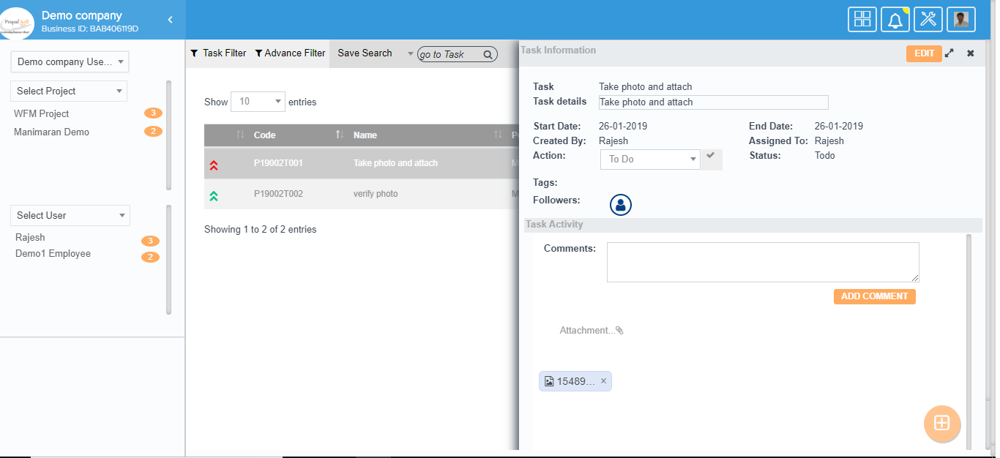 Demo company
Business ID: BAB406119D
Propel Soft
Demo company Use...
Select Project
WFM Project 3
Manimaran Demo 2
Select User
Rajesh 3
Demo1 Employee 2
Task Filter Advance Filter Save Search go to Task
Show 10 entries
Code Name P
P19002T001 Take photo and attach M
P19002T002 verify photo M
Showing 1 to 2 of 2 entries
Task Information EDIT
Task Take photo and attach
Task details Take photo and attach
Start Date: 26-01-2019 End Date: 26-01-2019
Created By: Rajesh Assigned To: Rajesh
Action: To Do Status: Todo
Tags:
Followers:
Task Activity
Comments:
ADD COMMENT
Attachment...
15489...